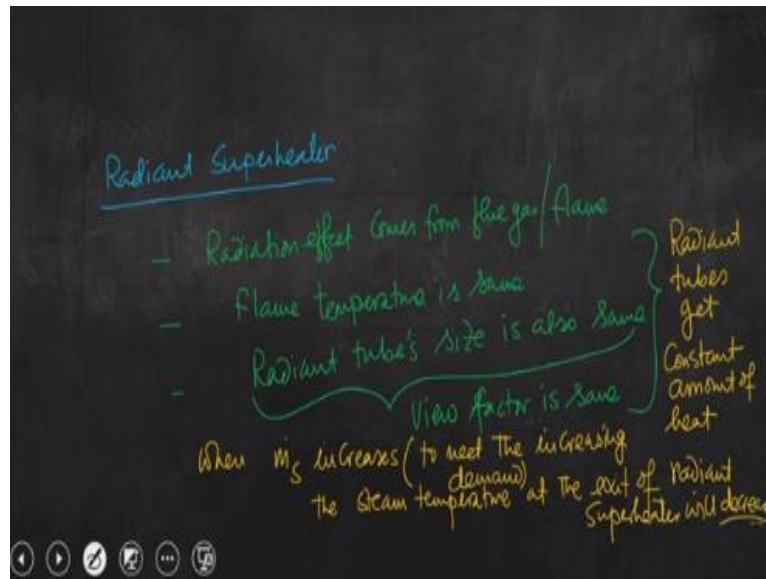 Radiant Superheater
- Radiation effect comes from flue gas/flame
- Flame temperature is same
- Radiant tube's size is also same
View factor is same
Radiant
tubes
get
Constant
amount of
heat
When ṁs increases (to meet the increasing
demand)
the steam temperature at the exit of radiant
Superheater will decrease